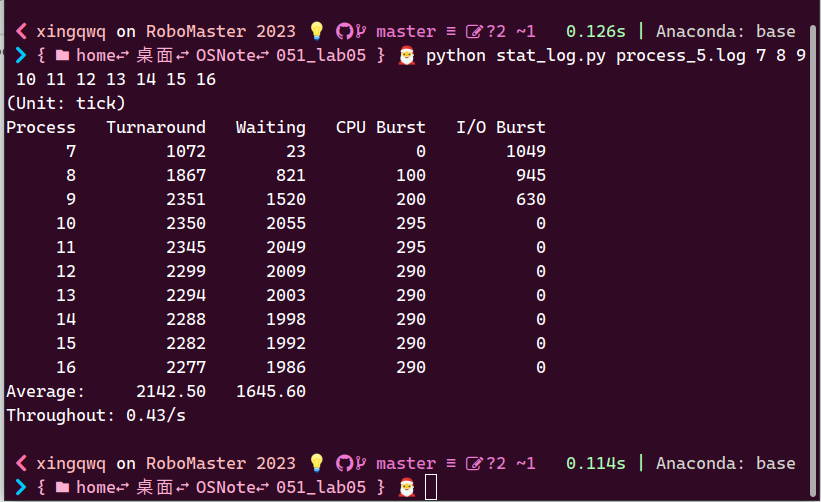 xingqwq on RoboMaster 2023 💡 master ≡ ?2 ~1 0.126s | Anaconda: base
{ home⇄ 桌面⇄ OSNote⇄ 051_lab05 } 🎅 python stat_log.py process_5.log 7 8 9
10 11 12 13 14 15 16
(Unit: tick)
Process Turnaround Waiting CPU Burst I/O Burst
7 1072 23 0 1049
8 1867 821 100 945
9 2351 1520 200 630
10 2350 2055 295 0
11 2345 2049 295 0
12 2299 2009 290 0
13 2294 2003 290 0
14 2288 1998 290 0
15 2282 1992 290 0
16 2277 1986 290 0
Average: 2142.50 1645.60
Throughout: 0.43/s
xingqwq on RoboMaster 2023 💡 master ≡ ?2 ~1 0.114s | Anaconda: base
{ home⇄ 桌面⇄ OSNote⇄ 051_lab05 } 🎅